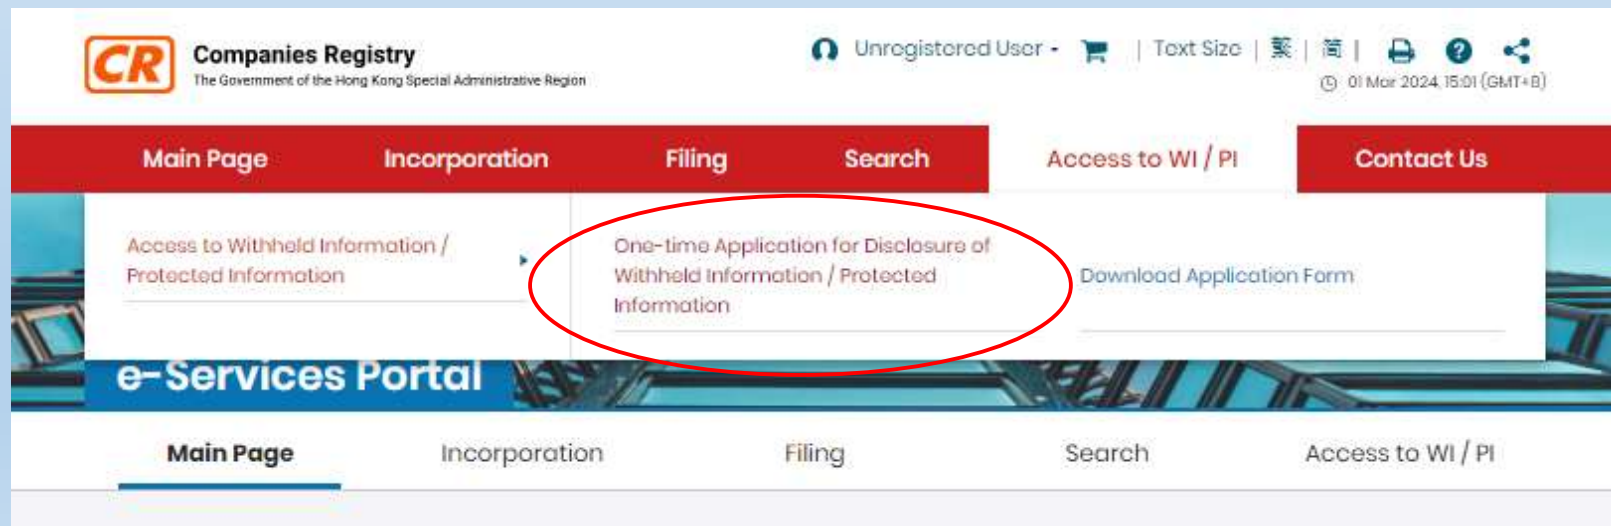 CR
Companies Registry
The Government of the Hong Kong Special Administrative Region
Unregistered User
| Text Size | 繁 | 简 |
?
01 Mar 2024, 15:01 (GMT+8)
Main Page Incorporation Filing Search Access to WI / PI Contact Us
Access to Withheld Information /
Protected Information
One-time Application for Disclosure of
Withheld Information / Protected
Information
Download Application Form
e-Services Portal
Main Page Incorporation Filing Search Access to WI / PI